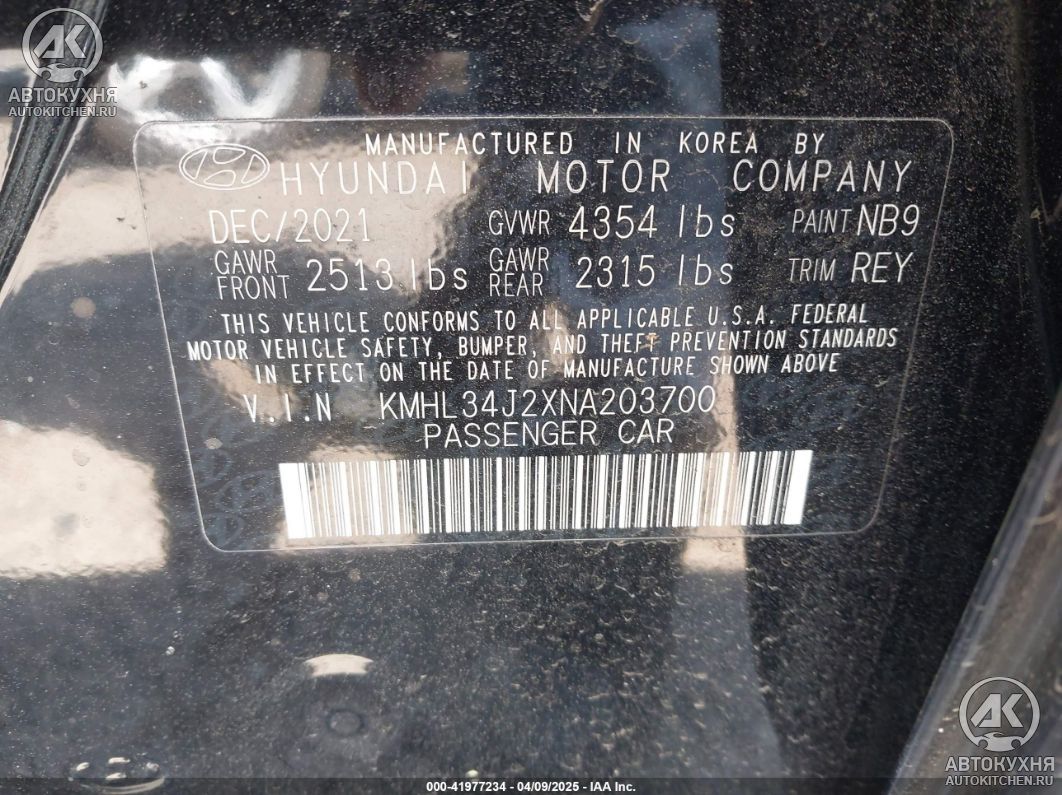 АВТОКУХНЯ
AUTOKITCHEN.RU
MANUFACTURED IN KOREA BY
HYUNDAI MOTOR COMPANY
DEC/2021 GVWR 4354 lbs PAINT NB9
GAWR FRONT 2513 lbs GAWR REAR 2315 lbs TRIM REY
THIS VEHICLE CONFORMS TO ALL APPLICABLE U.S.A. FEDERAL
MOTOR VEHICLE SAFETY, BUMPER, AND THEFT PREVENTION STANDARDS
IN EFFECT ON THE DATE OF MANUFACTURE SHOWN ABOVE
V.I.N KMHL34J2XNA203700
PASSENGER CAR
АВТОКУХНЯ
AUTOKITCHEN.RU
000-41977234 - 04/09/2025 - IAA Inc.